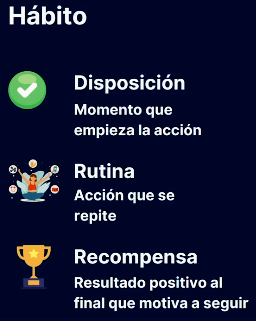 Hábito
Disposición
Momento que
empieza la acción
Rutina
Acción que se
repite
Recompensa
Resultado positivo al
final que motiva a seguir